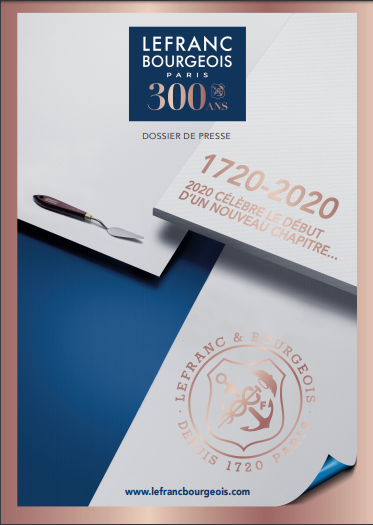 LEFRANC
BOURGEOIS
PARIS
300 ANS
DOSSIER DE PRESSE
1720-2020
2020 CÉLÈBRE LE DÉBUT
D'UN NOUVEAU CHAPITRE...
LEFRANC & BOURGEOIS
F
DEPUIS 1720 PARIS
www.lefrancbourgeois.com